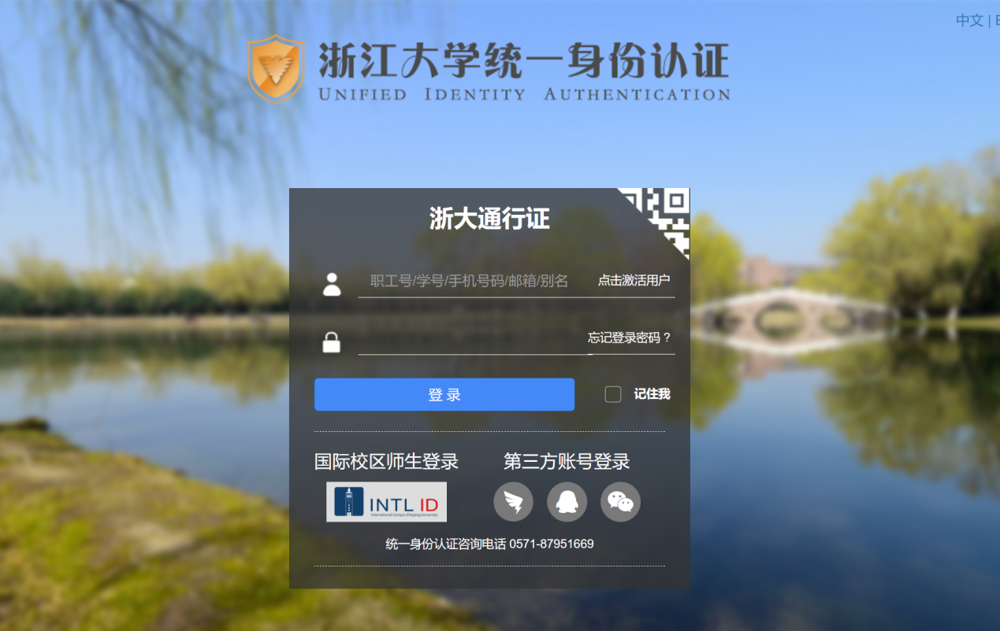 中文 | E
浙江大学统一身份认证
UNIFIED IDENTITY AUTHENTICATION
浙大通行证
职工号/学号/手机号码/邮箱/别名 点击激活用户
忘记登录密码？
登 录 记住我
国际校区师生登录 第三方账号登录
INTL ID
International Campus Zhejiang University
统一身份认证咨询电话 0571-87951669